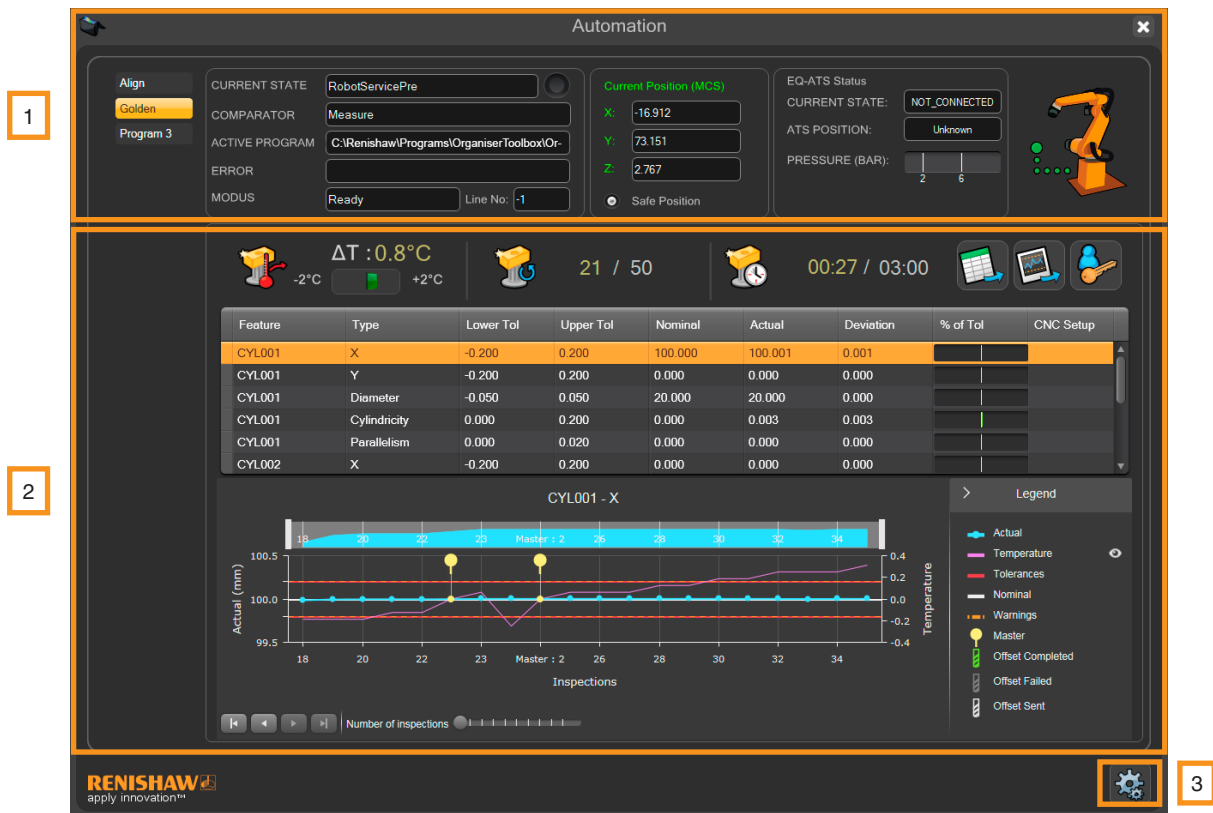 Automation
1
Align
Golden
Program 3
CURRENT STATE RobotServicePre
COMPARATOR Measure
ACTIVE PROGRAM C:\Renishaw\Programs\OrganiserToolbox\Or-
ERROR
MODUS Ready Line No: -1
Current Position (MCS)
X: -16.912
Y: 73.151
Z: 2.767
Safe Position
EQ-ATS Status
CURRENT STATE: NOT_CONNECTED
ATS POSITION: Unknown
PRESSURE (BAR):
2 6
2
ΔT : 0.8°C
-2°C +2°C
21 / 50
00:27 / 03:00
Feature Type Lower Tol Upper Tol Nominal Actual Deviation % of Tol CNC Setup
CYL001 X -0.200 0.200 100.000 100.001 0.001
CYL001 Y -0.200 0.200 0.000 0.000 0.000
CYL001 Diameter -0.050 0.050 20.000 20.000 0.000
CYL001 Cylindricity 0.000 0.200 0.000 0.003 0.003
CYL001 Parallelism 0.000 0.020 0.000 0.000 0.000
CYL002 X -0.200 0.200 0.000 0.000 0.000
CYL001 - X
18 20 22 23 Master : 2 26 28 30 32 34
Actual (mm)
100.5
100.0
99.5
0.4
0.2
0.0
-0.2
-0.4
Temperature
18 20 22 23 Master : 2 26 28 30 32 34
Inspections
Number of inspections
Legend
Actual
Temperature
Tolerances
Nominal
Warnings
Master
Offset Completed
Offset Failed
Offset Sent
RENISHAW
apply innovation™
3